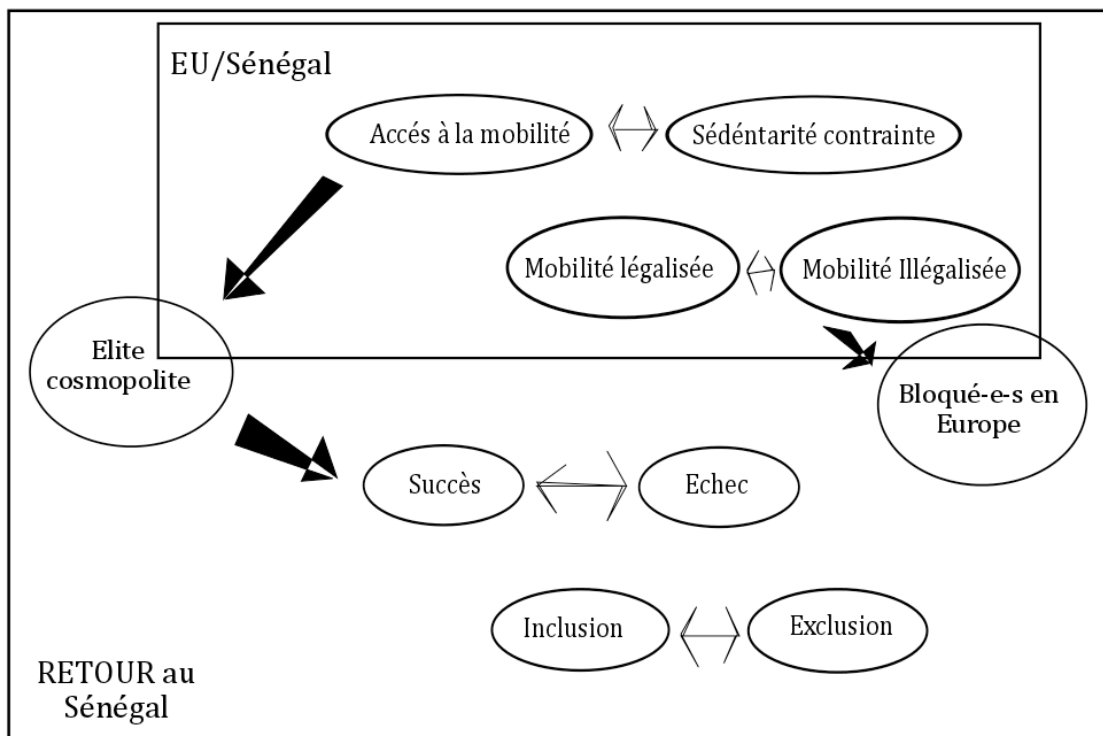 EU/Sénégal
Accés à la mobilité
Sédéntarité contrainte
Mobilité légalisée
Mobilité Illégalisée
Elite
cosmopolite
Bloqué-e-s en
Europe
Succès
Echec
Inclusion
Exclusion
RETOUR au
Sénégal